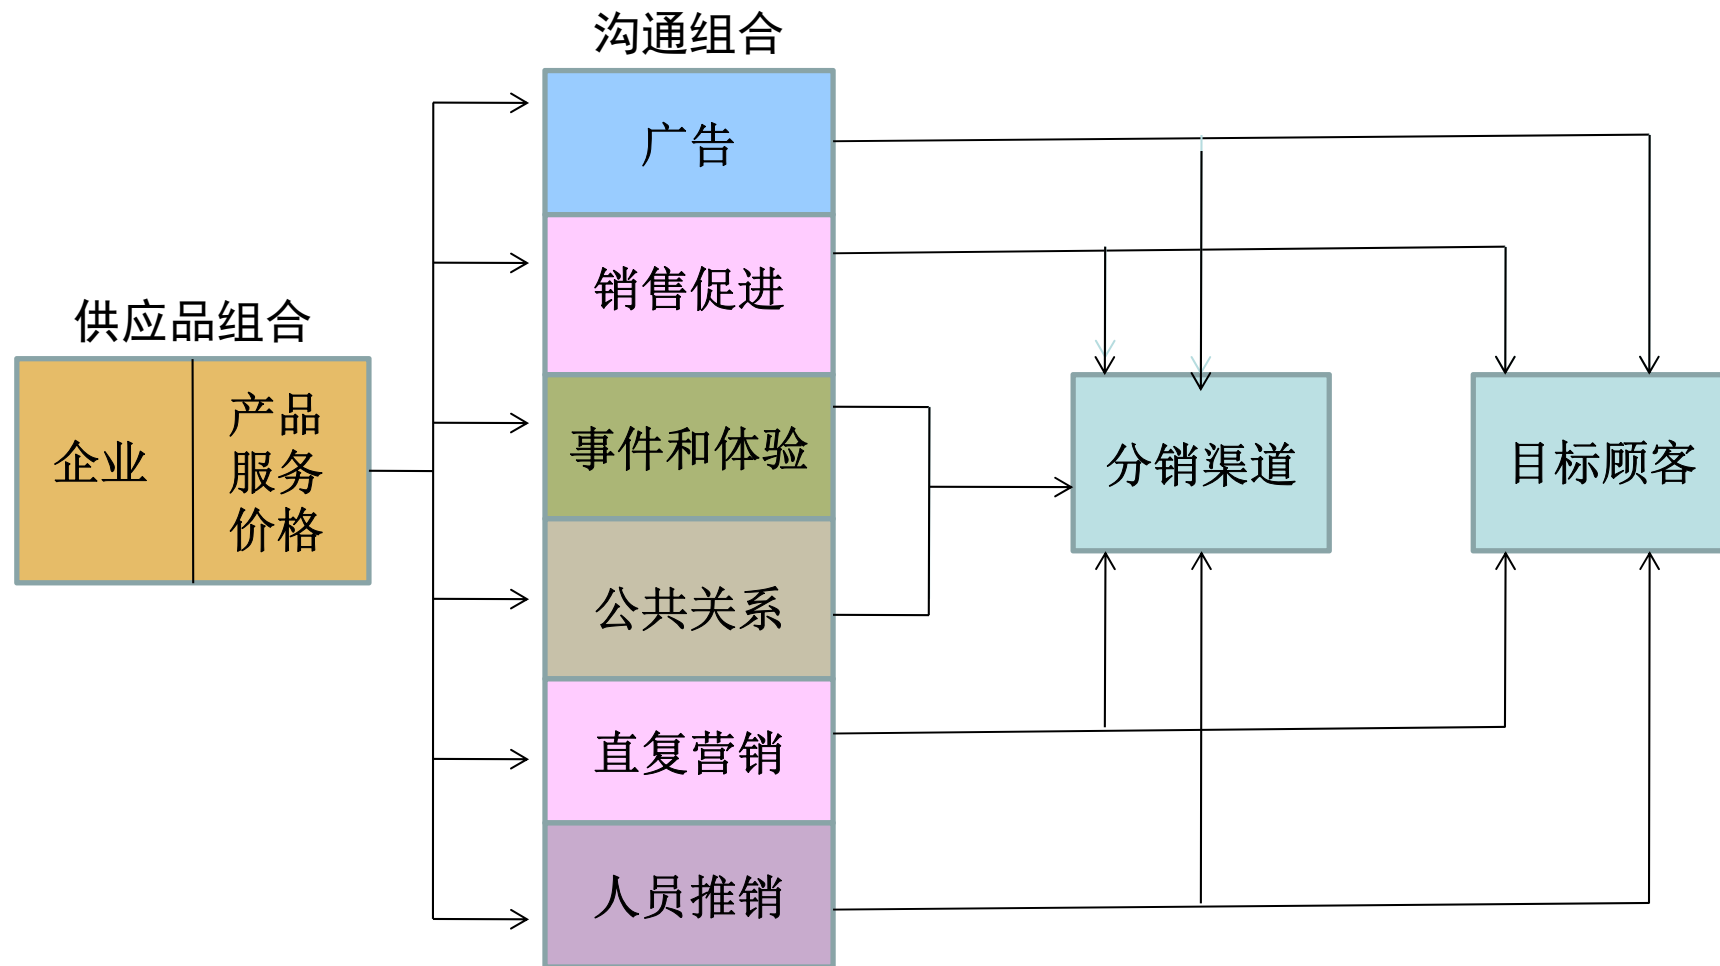 沟通组合
广告
销售促进
供应品组合
企业
产品
服务
价格
事件和体验
分销渠道
目标顾客
公共关系
直复营销
人员推销